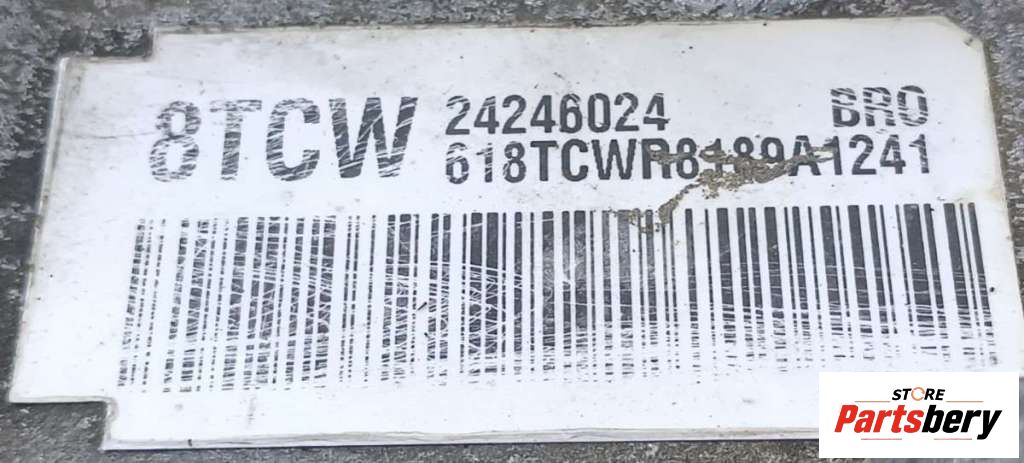 8TCW 24246024 BRO
618TCWR8189A1241
STORE
Partsbery